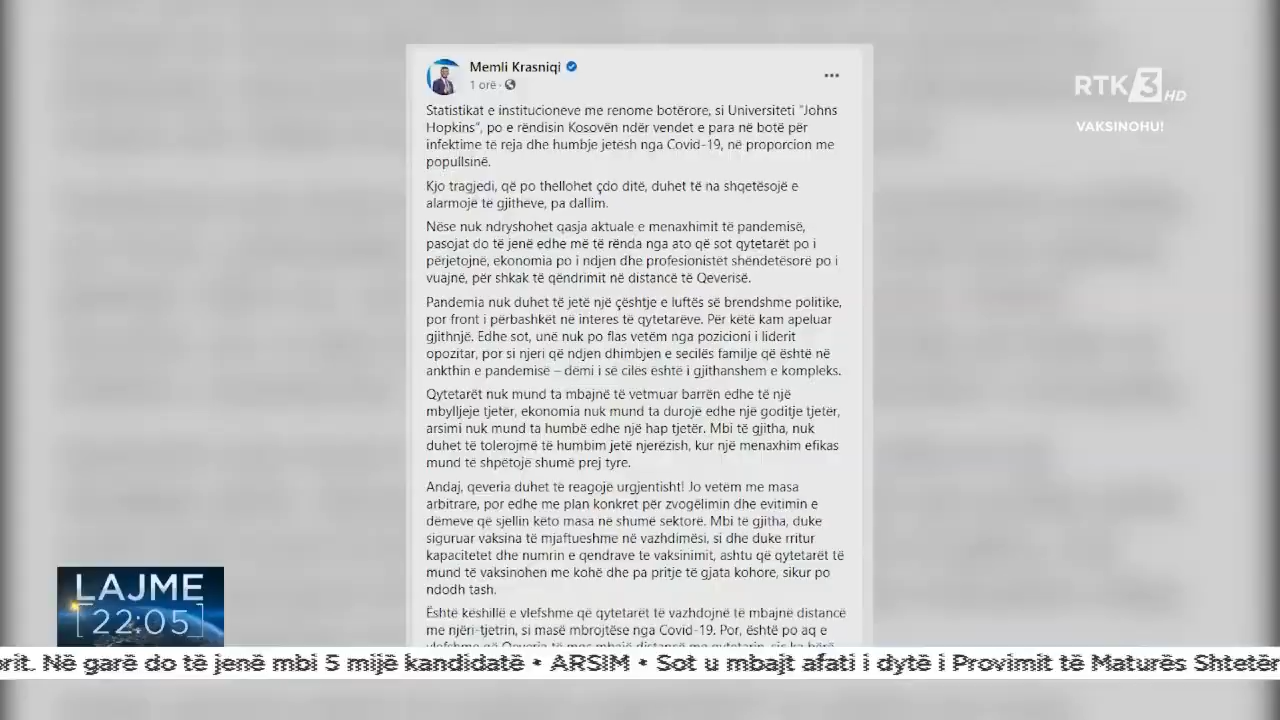 Memli Krasniqi
1 orë ·
Statistikat e institucioneve me renome botërore, si Universiteti "Johns
Hopkins", po e rëndisin Kosovën ndër vendet e para në botë për
infektime të reja dhe humbje jetësh nga Covid-19, në proporcion me
popullsinë.
Kjo tragjedi, që po thellohet çdo ditë, duhet të na shqetësojë e
alarmojë të gjithëve, pa dallim.
Nëse nuk ndryshohet qasja aktuale e menaxhimit të pandemisë,
pasojat do të jenë edhe më të rënda nga ato që sot qytetarët po i
përjetojnë, ekonomia po i ndjen dhe profesionistët shëndetësorë po i
vuajnë, për shkak të qëndrimit në distancë të Qeverisë.
Pandemia nuk duhet të jetë një çështje e luftës së brendshme politike,
por front i përbashkët në interes të qytetarëve. Për këtë kam apeluar
gjithnjë. Edhe sot, unë nuk po flas vetëm nga pozicioni i liderit
opozitar, por si njeri që ndjen dhimbjen e secilës familje që është në
ankthin e pandemisë – dëmi i së cilës është i gjithanshëm e kompleks.
Qytetarët nuk mund ta mbajnë të vetmuar barrën edhe të një
mbylljeje tjetër, ekonomia nuk mund ta durojë edhe një goditje tjetër,
arsimi nuk mund ta humbë edhe një hap tjetër. Mbi të gjitha, nuk
duhet të tolerojmë të humbim jetë njerëzish, kur një menaxhim efikas
mund të shpëtojë shumë prej tyre.
Andaj, qeveria duhet të reagojë urgjentisht! Jo vetëm me masa
arbitrare, por edhe me plan konkret për zvogëlimin dhe evitimin e
dëmeve që sjellin këto masa në shumë sektorë. Mbi të gjitha, duke
siguruar vaksina të mjaftueshme në vazhdimësi, si dhe duke rritur
kapacitetet dhe numrin e qendrave të vaksinimit, ashtu që qytetarët të
mund të vaksinohen me kohë dhe pa pritje të gjata kohore, sikur po
ndodh tash.
Është këshillë e vlefshme që qytetarët të vazhdojnë të mbajnë distancë
me njëri-tjetrin, si masë mbrojtëse nga Covid-19. Por, është po aq e
RTK 3 HD
VAKSINOHU!
LAJME
[22:05]
orit. Në garë do të jenë mbi 5 mijë kandidatë • ARSIM • Sot u mbajt afati i dytë i Provimit të Maturës Shtetër